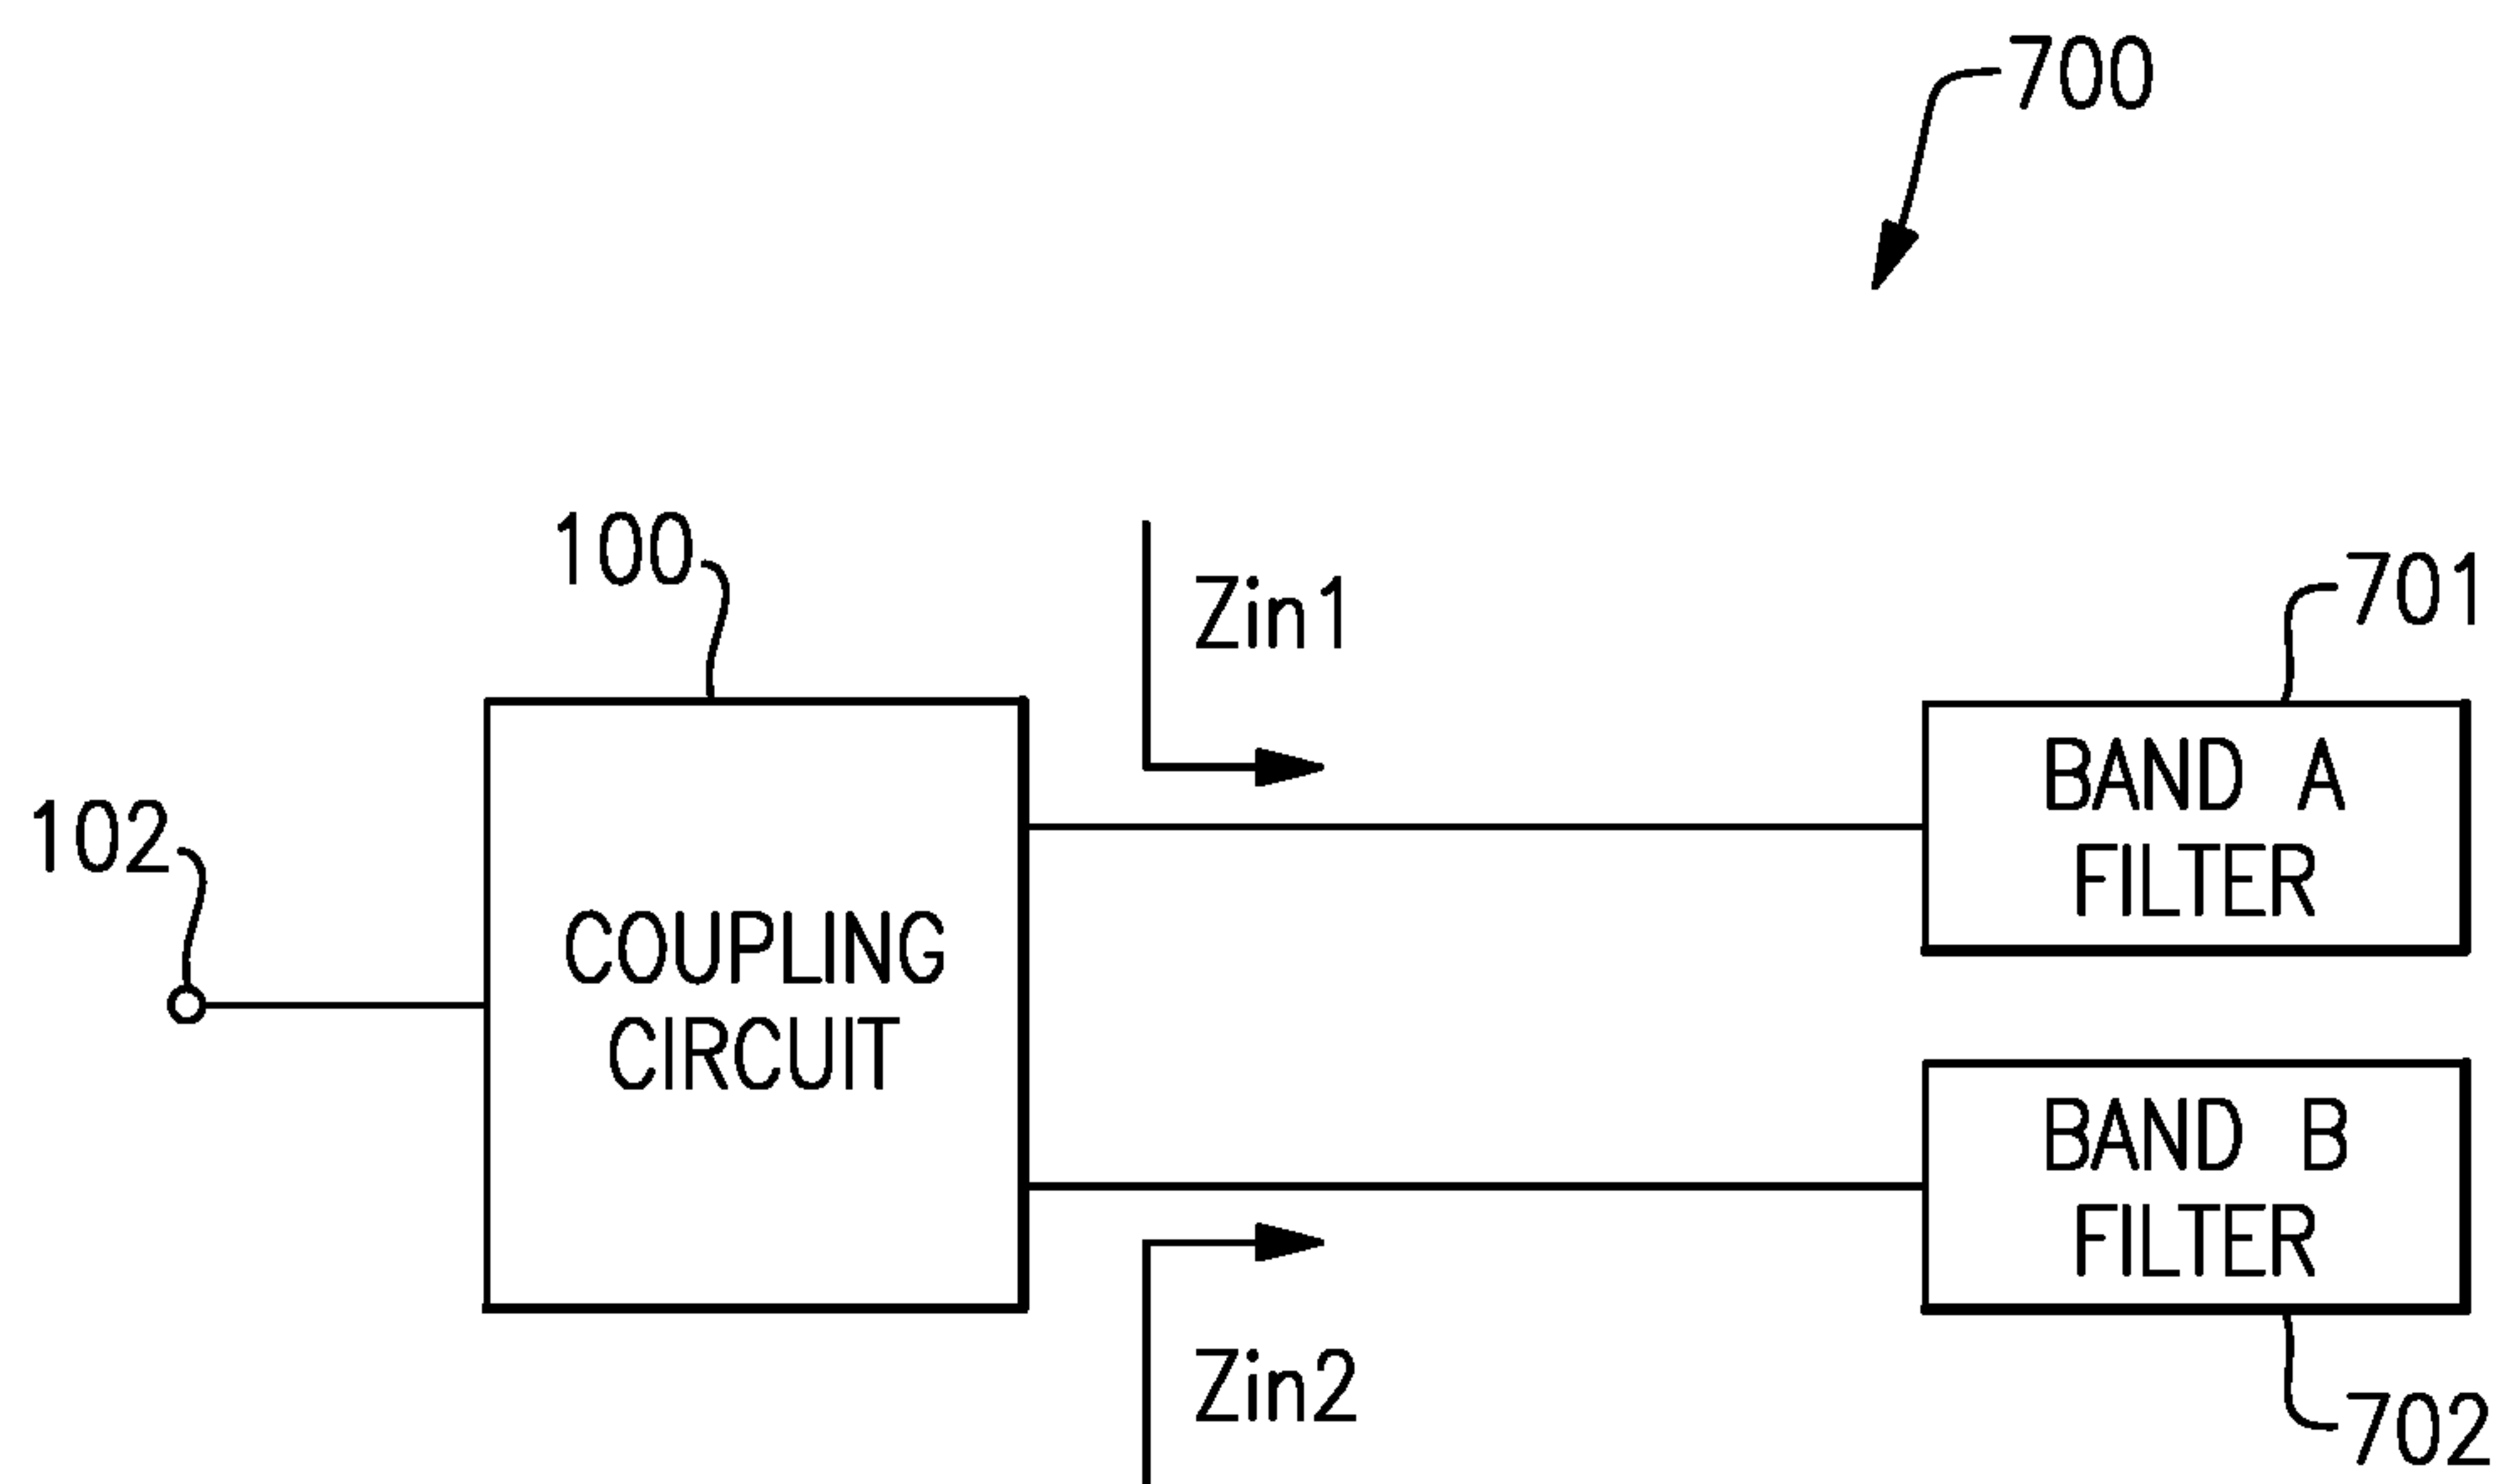 700
100
Zin1
701
102
BAND A
FILTER
COUPLING
CIRCUIT
BAND B
FILTER
Zin2
702